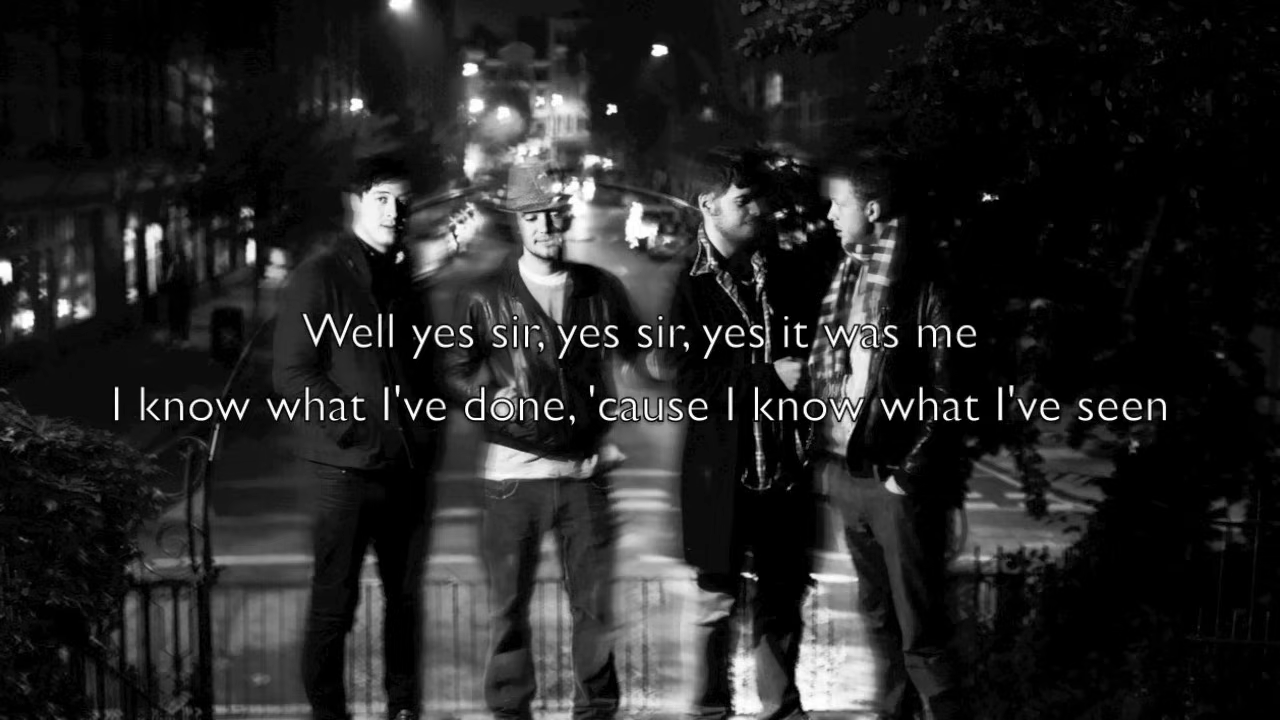 Well yes sir, yes sir, yes it was me
I know what I've done, 'cause I know what I've seen